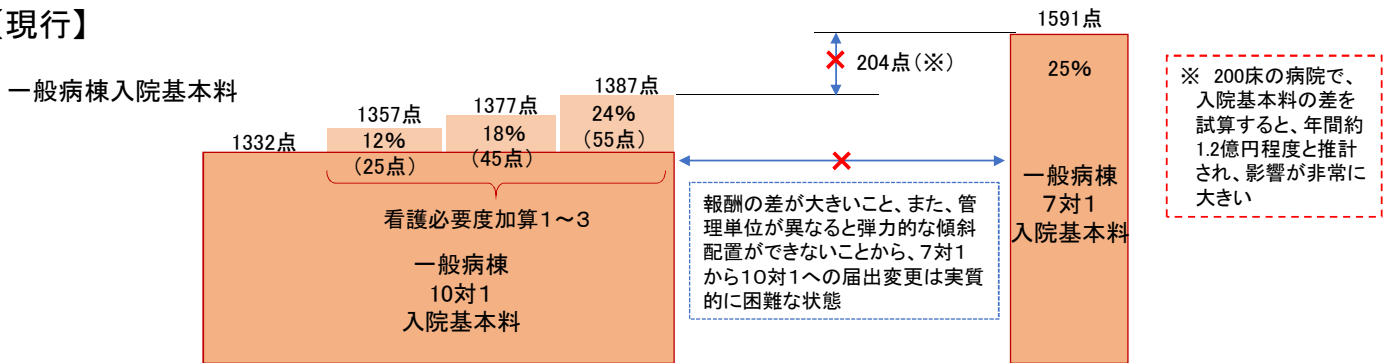 【現行】
一般病棟入院基本料
1332点
1357点
12%
(25点)
1377点
18%
(45点)
1387点
24%
(55点)
看護必要度加算1～3
一般病棟
10対1
入院基本料
204点(※)
報酬の差が大きいこと、また、管
理単位が異なると弾力的な傾斜
配置ができないことから、7対1
から10対1への届出変更は実質
的に困難な状態
1591点
25%
一般病棟
7対1
入院基本料
※ 200床の病院で、
入院基本料の差を
試算すると、年間約
1.2億円程度と推計
され、影響が非常に
大きい